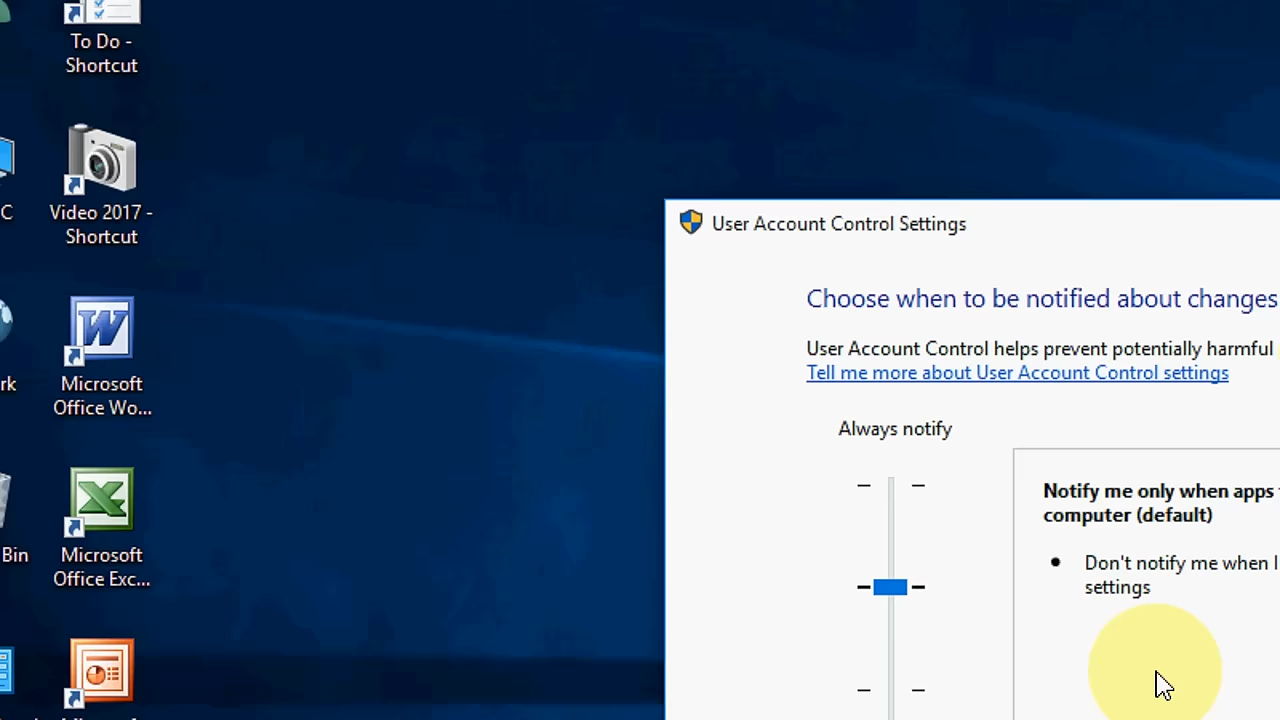 To Do -
Shortcut
C
Video 2017 -
Shortcut
rk
Microsoft
Office Wo...
Bin
Microsoft
Office Exc...
User Account Control Settings
Choose when to be notified about changes
User Account Control helps prevent potentially harmful
Tell me more about User Account Control settings
Always notify
Notify me only when apps
computer (default)
Don't notify me when I
settings